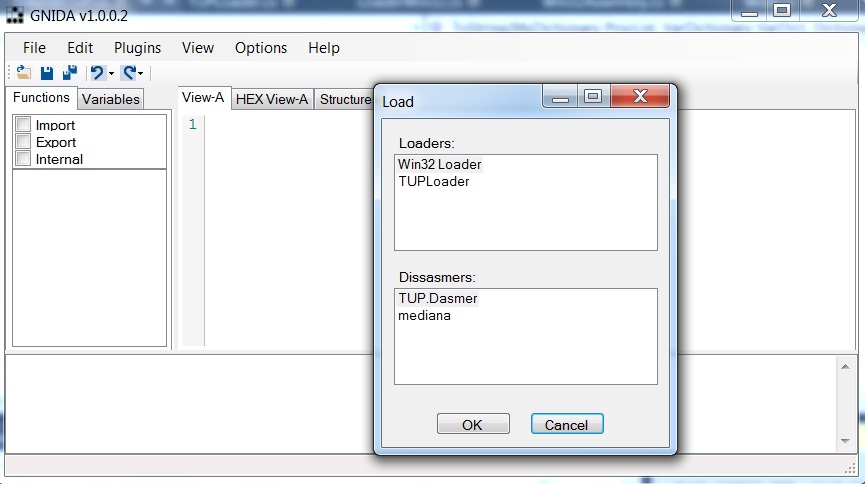 GNIDA v1.0.0.2
File Edit Plugins View Options Help
Functions Variables
View-A HEX View-A Structure
Import
Export
Internal
1
Load
Loaders:
Win32 Loader
TUPLoader
Dissasmers:
TUP.Dasmer
mediana
OK Cancel